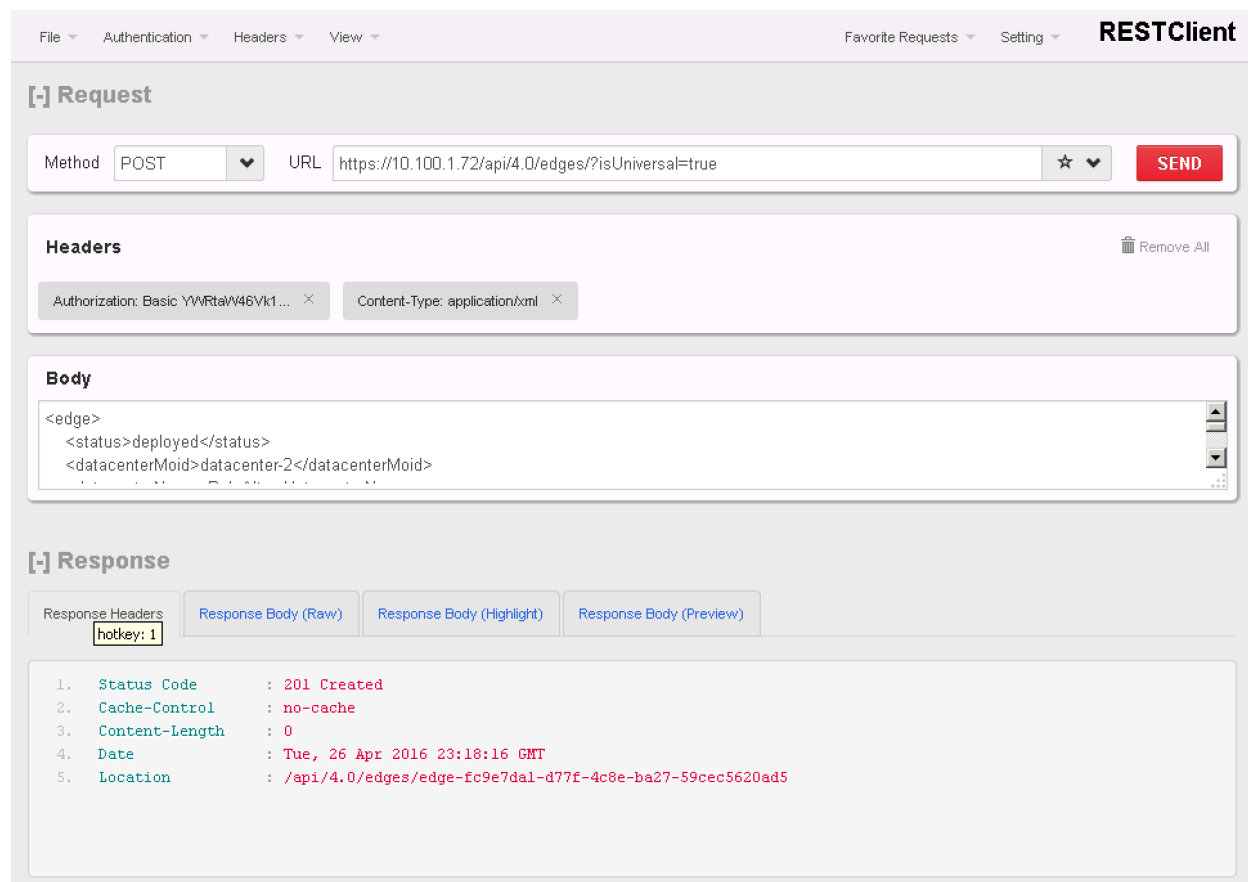 File Authentication Headers View Favorite Requests Setting RESTClient
[-] Request
Method POST URL https://10.100.1.72/api/4.0/edges/?isUniversal=true SEND
Headers Remove All
Authorization: Basic YWRtaW46Vk1... × Content-Type: application/xml ×
Body
<edge>
<status>deployed</status>
<datacenterMoid>datacenter-2</datacenterMoid>
[-] Response
Response Headers Response Body (Raw) Response Body (Highlight) Response Body (Preview)
hotkey: 1
1. Status Code : 201 Created
2. Cache-Control : no-cache
3. Content-Length : 0
4. Date : Tue, 26 Apr 2016 23:18:16 GMT
5. Location : /api/4.0/edges/edge-fc9e7da1-d77f-4c8e-ba27-59cec5620ad5